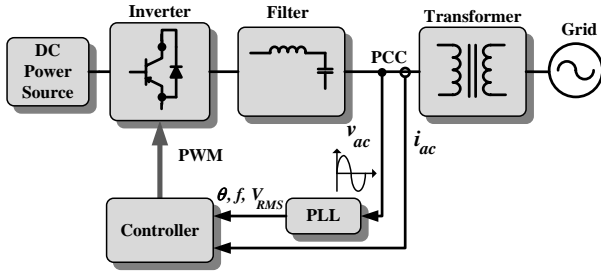 Inverter
Filter
Transformer
Grid
DC
Power
Source
PCC
v_ac
i_ac
PWM
θ, f, V_RMS
PLL
Controller